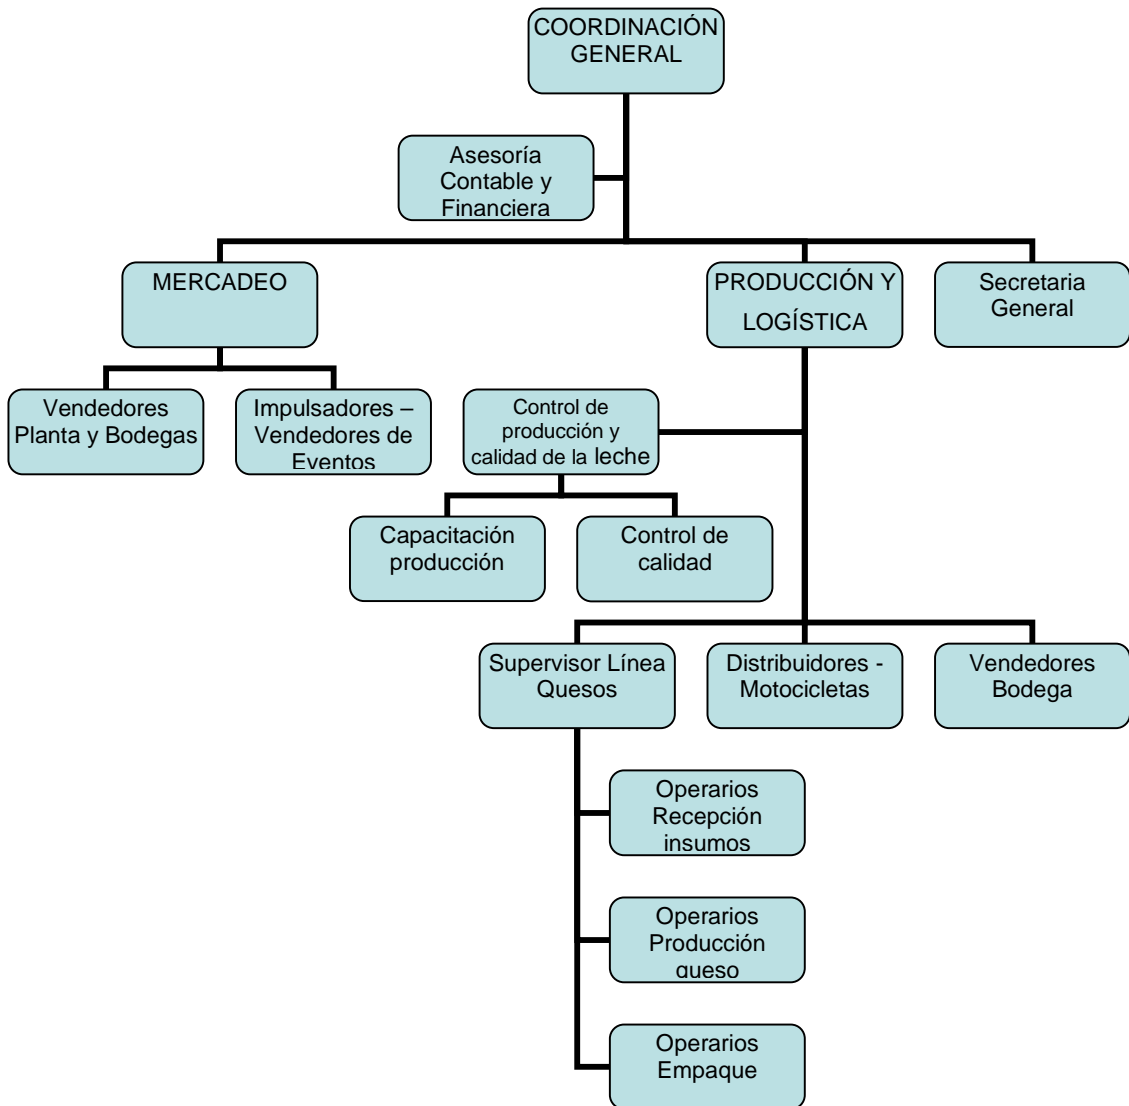 COORDINACIÓN
GENERAL
Asesoría
Contable y
Financiera
MERCADEO
PRODUCCIÓN Y
LOGÍSTICA
Secretaria
General
Vendedores
Planta y Bodegas
Impulsadores –
Vendedores de
Eventos
Control de
producción y
calidad de la leche
Capacitación
producción
Control de
calidad
Supervisor Línea
Quesos
Distribuidores -
Motocicletas
Vendedores
Bodega
Operarios
Recepción
insumos
Operarios
Producción
queso
Operarios
Empaque